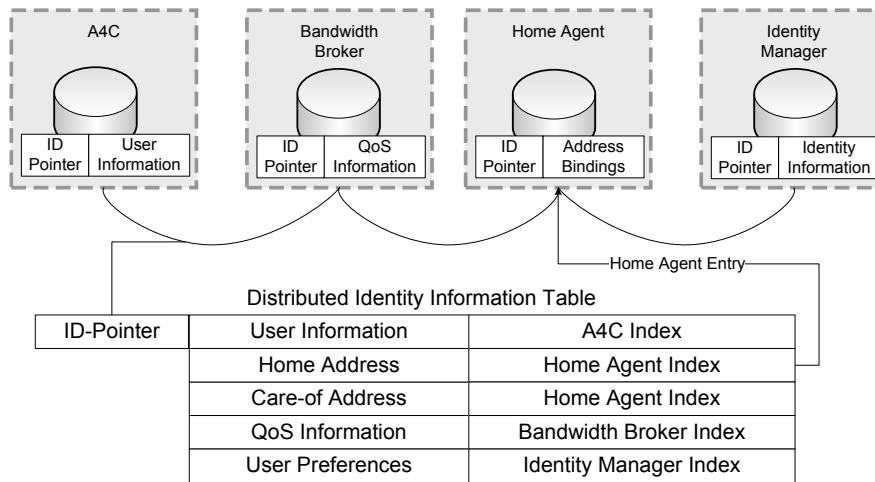 A4C
Bandwidth
Broker
Home Agent
Identity
Manager
ID
Pointer
User
Information
ID
Pointer
QoS
Information
ID
Pointer
Address
Bindings
ID
Pointer
Identity
Information
Home Agent Entry
Distributed Identity Information Table
ID-Pointer User Information A4C Index
Home Address Home Agent Index
Care-of Address Home Agent Index
QoS Information Bandwidth Broker Index
User Preferences Identity Manager Index